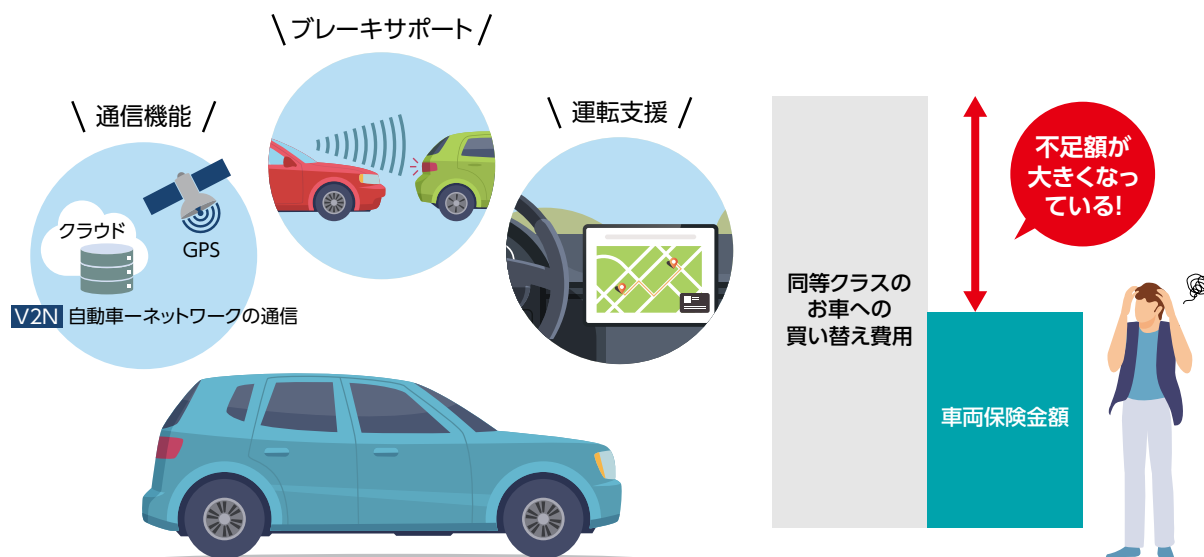 ブレーキサポート
通信機能
運転支援
クラウド
GPS
V2N 自動車ーネットワークの通信
不足額が
大きくなっ
ている!
同等クラスの
お車への
買い替え費用
車両保険金額